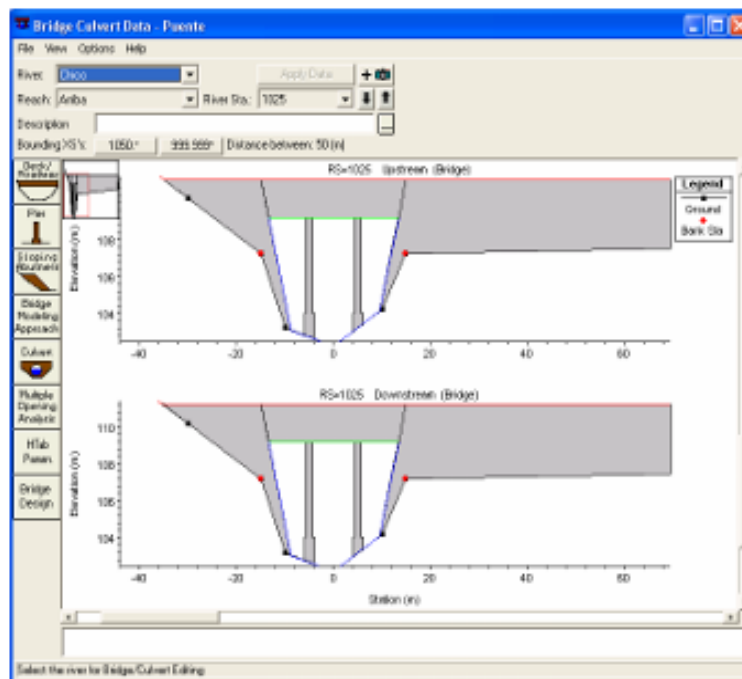 Bridge Culvert Data - Puente
File View Options Help
River: Chico Apply Data
Reach: Arriba River Sta.: 1025
Description
Bounding XS's: 1050.* 999.999* Distance between: 50 (m)
Deck/
Roadway
Pier
Sloping
Abutment
Bridge
Modeling
Approach
Culvert
Multiple
Opening
Analysis
HTab
Param.
Bridge
Design
RS=1025 Upstream (Bridge)
Elevation (m)
108
106
104
-40 -20 0 20 40 60
Legend
Ground
Bank Sta
RS=1025 Downstream (Bridge)
Elevation (m)
110
108
106
104
-40 -20 0 20 40 60
Station (m)
Select the river for Bridge/Culvert Editing